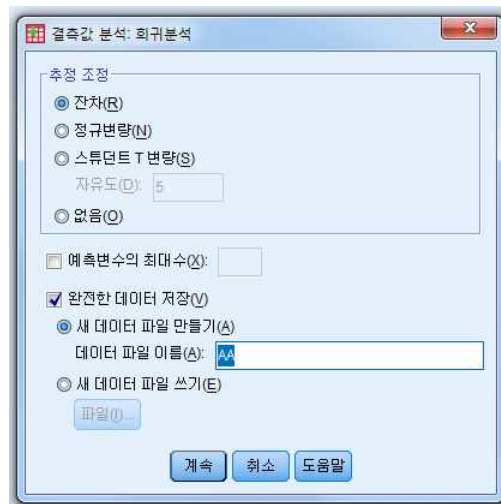 결측값 분석: 회귀분석
추정 조정
잔차(R)
정규변량(N)
스튜던트 T 변량(S)
자유도(D): 5
없음(O)
예측변수의 최대수(X):
완전한 데이터 저장(V)
새 데이터 파일 만들기(A)
데이터 파일 이름(A): AA
새 데이터 파일 쓰기(E)
파일(I)...
계속 취소 도움말